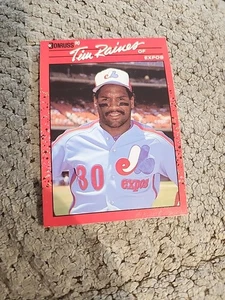 DONRUSS '90
Tim Raines OF
EXPOS
30
expos